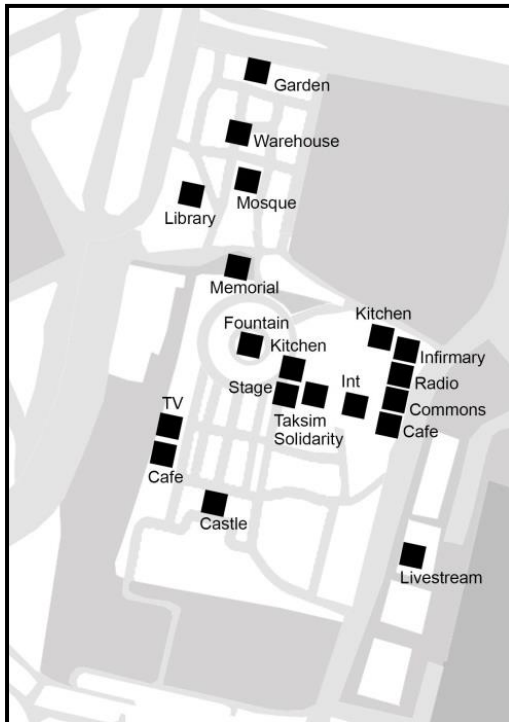 Garden
Warehouse
Mosque
Library
Memorial
Fountain
Kitchen
Kitchen
Infirmary
Radio
Commons
Cafe
Int
Stage
Taksim
Solidarity
TV
Cafe
Castle
Livestream